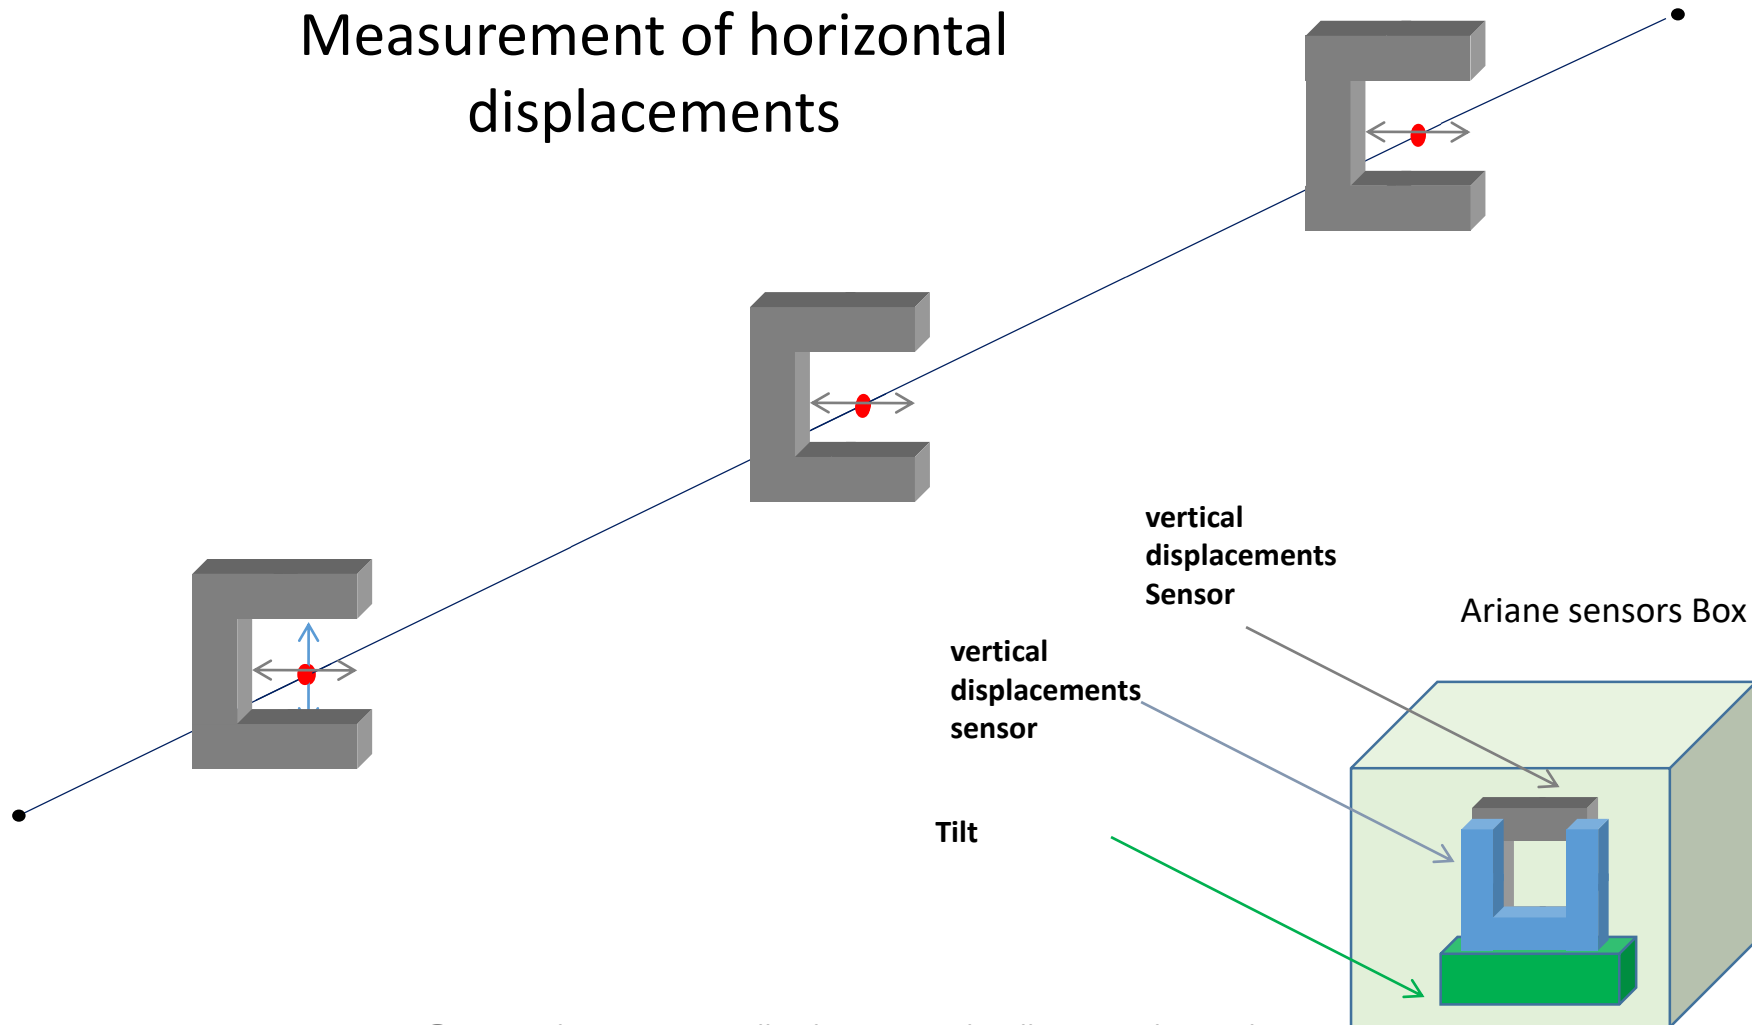 Measurement of horizontal
displacements
vertical
displacements
Sensor
Ariane sensors Box
vertical
displacements
sensor
Tilt